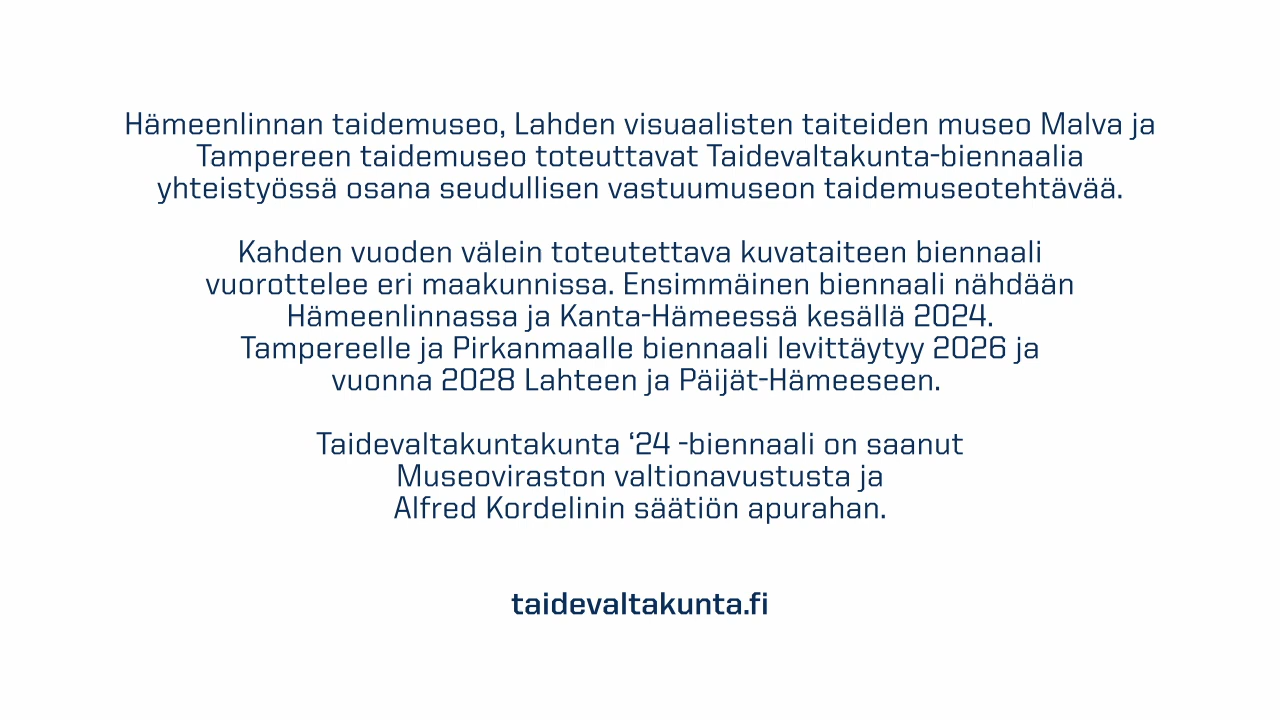 Hämeenlinnan taidemuseo, Lahden visuaalisten taiteiden museo Malva ja
Tampereen taidemuseo toteuttavat Taidevaltakunta-biennaalia
yhteistyössä osana seudullisen vastuumuseon taidemuseotehtävää.
Kahden vuoden välein toteutettava kuvataiteen biennaali
vuorottelee eri maakunnissa. Ensimmäinen biennaali nähdään
Hämeenlinnassa ja Kanta-Hämeessä kesällä 2024.
Tampereelle ja Pirkanmaalle biennaali levittäytyy 2026 ja
vuonna 2028 Lahteen ja Päijät-Hämeeseen.
Taidevaltakuntakunta ‘24 -biennaali on saanut
Museoviraston valtionavustusta ja
Alfred Kordelinin säätiön apurahan.
taidevaltakunta.fi